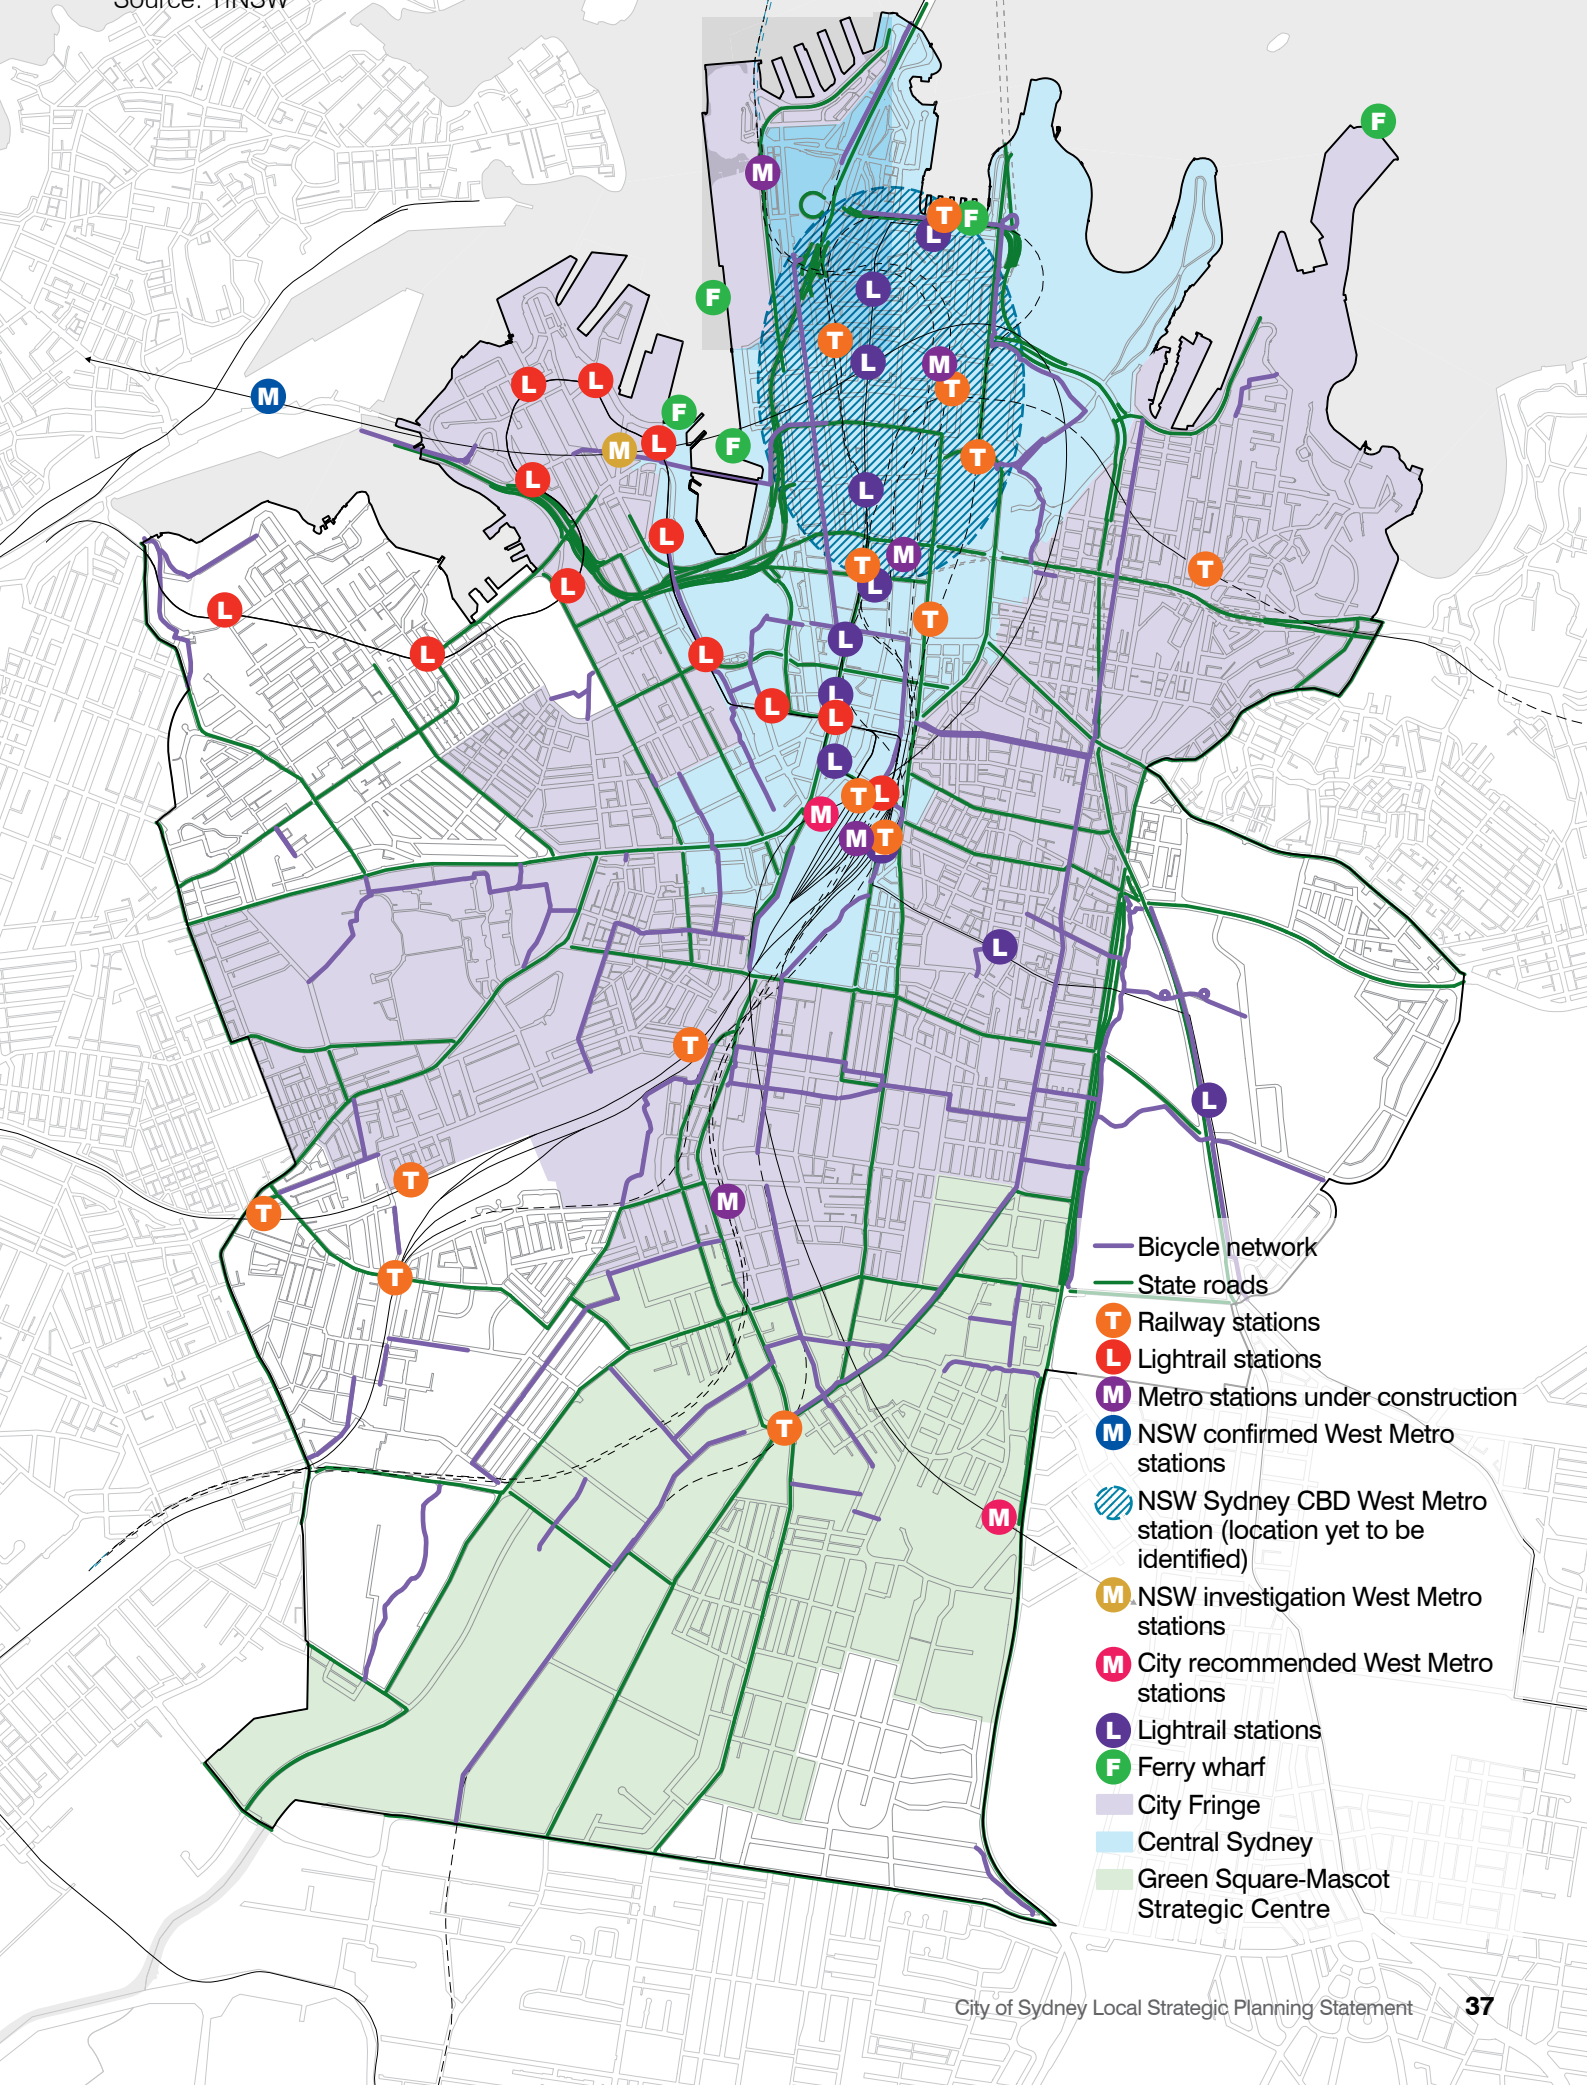 Source: TfNSW
M
F
T
F
L
L
F
T
L
M
T
L
L
M
F
L
M
F
T
L
L
L
M
T
T
L
L
L
T
L
L
L
L
L
L
L
T
L
M
M
T
L
L
T
L
T
M
T
T
T
M
Bicycle network
State roads
T Railway stations
L Lightrail stations
M Metro stations under construction
M NSW confirmed West Metro
stations
NSW Sydney CBD West Metro
station (location yet to be
identified)
M NSW investigation West Metro
stations
M City recommended West Metro
stations
L Lightrail stations
F Ferry wharf
City Fringe
Central Sydney
Green Square-Mascot
Strategic Centre
City of Sydney Local Strategic Planning Statement 37